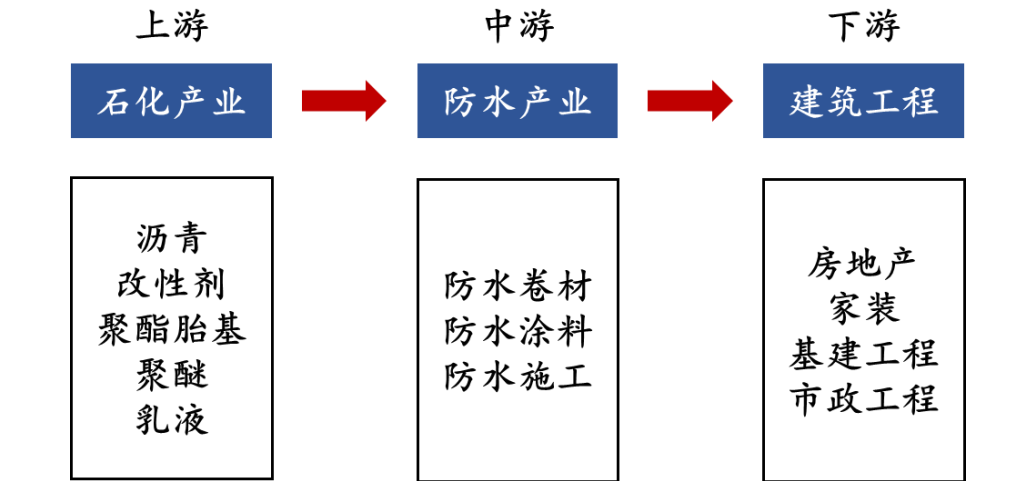 上游
中游
下游
石化产业
防水产业
建筑工程
沥青
改性剂
聚酯胎基
聚醚
乳液
防水卷材
防水涂料
防水施工
房地产
家装
基建工程
市政工程